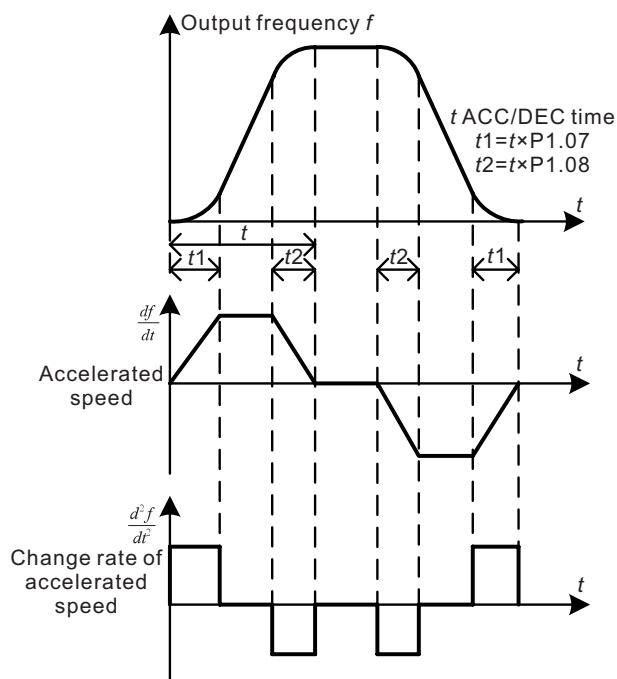 Output frequency f
t ACC/DEC time
t1=t×P1.07
t2=t×P1.08
t
t
t1
t2
t2
t1
df
dt
Accelerated
speed
t
d²f
dt²
Change rate of
accelerated
speed
t